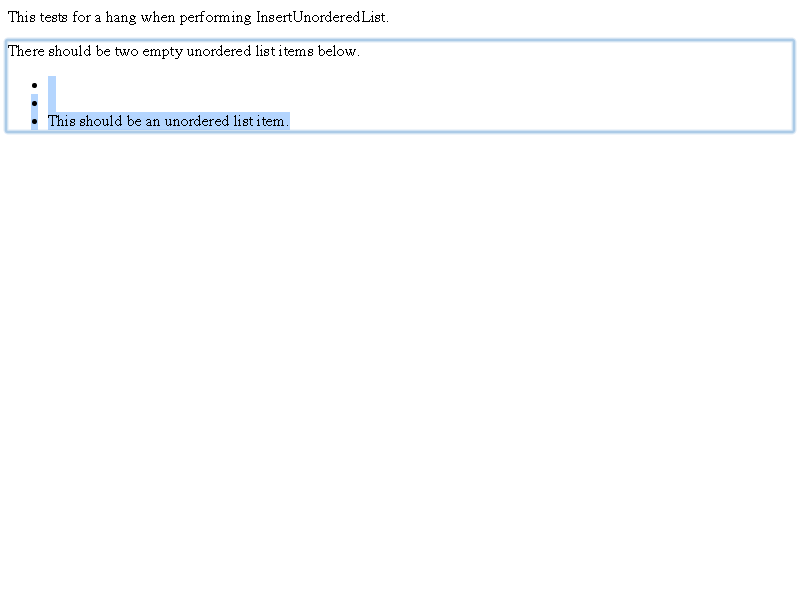 This tests for a hang when performing InsertUnorderedList.
There should be two empty unordered list items below.
•
•
• This should be an unordered list item.